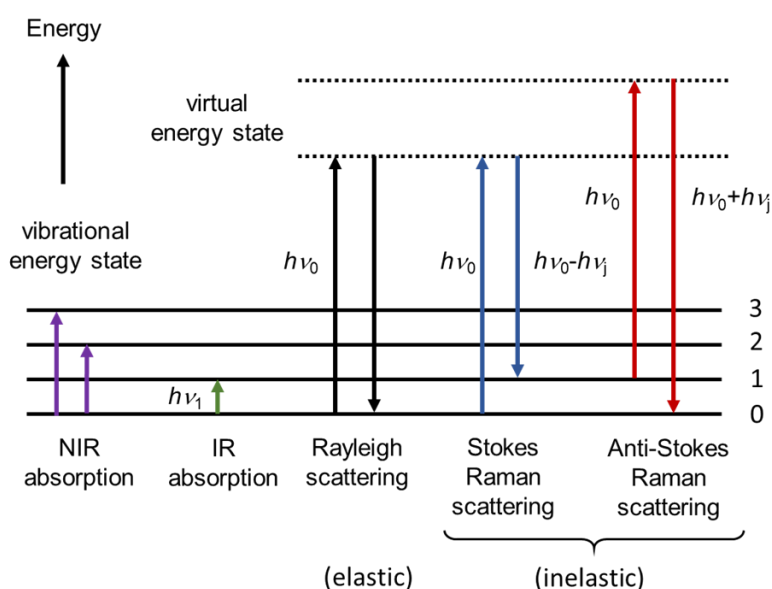 Energy
virtual
energy state
vibrational
energy state
hν₀
hν₀
hν₀-hνⱼ
hν₀
hν₀+hνⱼ
3
2
1
0
hν₁
NIR
absorption
IR
absorption
Rayleigh
scattering
Stokes
Raman
scattering
Anti-Stokes
Raman
scattering
(elastic)
(inelastic)